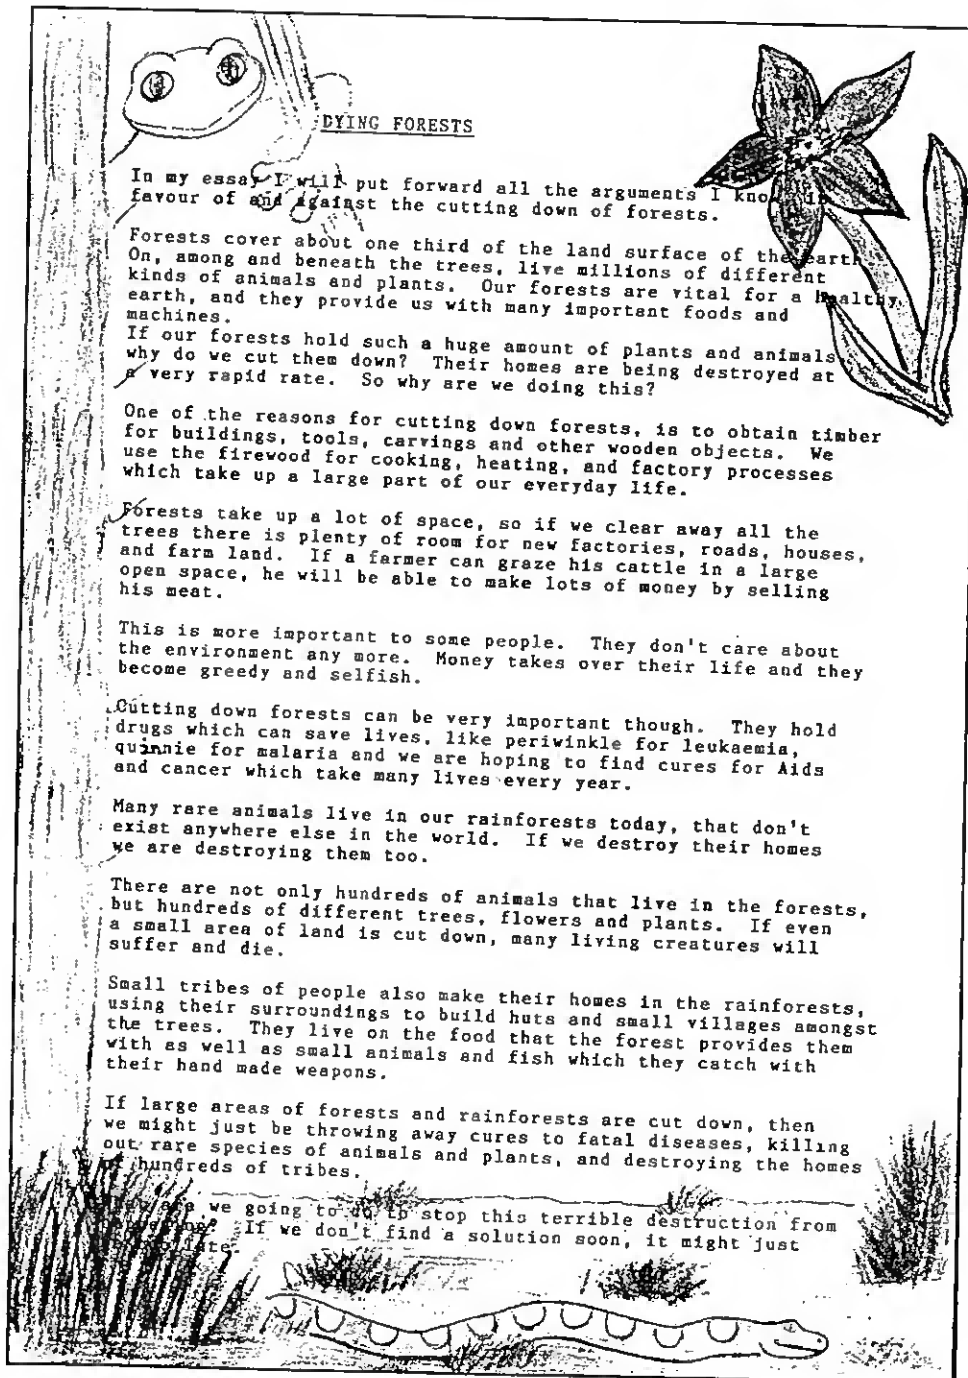 DYING FORESTS
In my essay I will put forward all the arguments I know in
favour of and against the cutting down of forests.
Forests cover about one third of the land surface of the earth
On, among and beneath the trees, live millions of different
kinds of animals and plants. Our forests are vital for a healthy
earth, and they provide us with many important foods and
machines.
If our forests hold such a huge amount of plants and animals,
why do we cut them down? Their homes are being destroyed at
a very rapid rate. So why are we doing this?
One of the reasons for cutting down forests, is to obtain timber
for buildings, tools, carvings and other wooden objects. We
use the firewood for cooking, heating, and factory processes
which take up a large part of our everyday life.
Forests take up a lot of space, so if we clear away all the
trees there is plenty of room for new factories, roads, houses,
and farm land. If a farmer can graze his cattle in a large
open space, he will be able to make lots of money by selling
his meat.
This is more important to some people. They don't care about
the environment any more. Money takes over their life and they
become greedy and selfish.
Cutting down forests can be very important though. They hold
drugs which can save lives, like periwinkle for leukaemia,
quinnie for malaria and we are hoping to find cures for Aids
and cancer which take many lives every year.
Many rare animals live in our rainforests today, that don't
exist anywhere else in the world. If we destroy their homes
we are destroying them too.
There are not only hundreds of animals that live in the forests,
but hundreds of different trees, flowers and plants. If even
a small area of land is cut down, many living creatures will
suffer and die.
Small tribes of people also make their homes in the rainforests,
using their surroundings to build huts and small villages amongst
the trees. They live on the food that the forest provides them
with as well as small animals and fish which they catch with
their hand made weapons.
If large areas of forests and rainforests are cut down, then
we might just be throwing away cures to fatal diseases, killing
out rare species of animals and plants, and destroying the homes
of hundreds of tribes.
are we going to do to stop this terrible destruction from
If we don't find a solution soon, it might just
late.